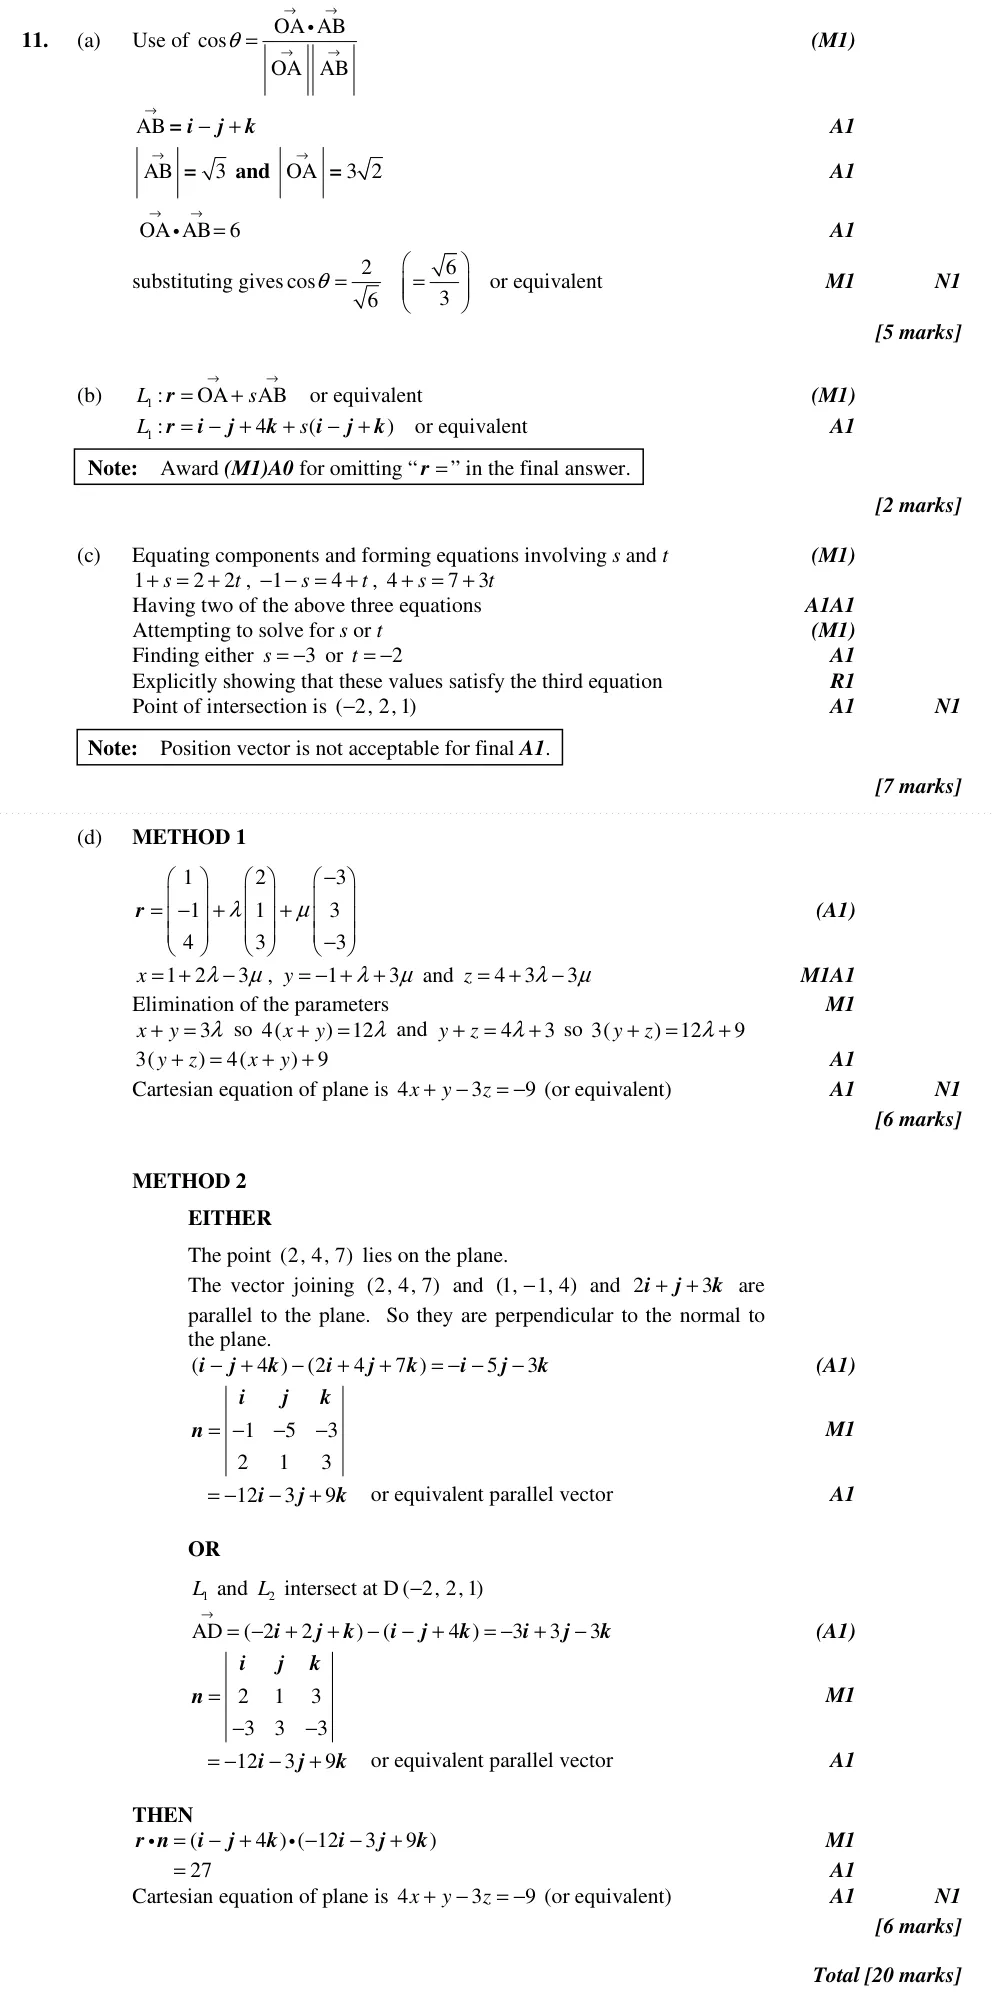 11. (a) Use of cos θ = OA→ • AB→ / |OA→||AB→| (M1)
AB→ = i − j + k A1
|AB→| = √3 and |OA→| = 3√2 A1
OA→ • AB→ = 6 A1
substituting gives cos θ = 2/√6 (= √6/3) or equivalent M1 N1
[5 marks]
(b) L₁ : r = OA→ + sAB→ or equivalent (M1)
L₁ : r = i − j + 4k + s(i − j + k) or equivalent A1
Note: Award (M1)A0 for omitting “ r = ” in the final answer.
[2 marks]
(c) Equating components and forming equations involving s and t (M1)
1 + s = 2 + 2t , −1 − s = 4 + t , 4 + s = 7 + 3t
Having two of the above three equations A1A1
Attempting to solve for s or t (M1)
Finding either s = −3 or t = −2 A1
Explicitly showing that these values satisfy the third equation R1
Point of intersection is (−2, 2, 1) A1 N1
Note: Position vector is not acceptable for final A1.
[7 marks]
(d) METHOD 1
r = (1, −1, 4) + λ(2, 1, 3) + μ(−3, 3, −3) (A1)
x = 1 + 2λ − 3μ , y = −1 + λ + 3μ and z = 4 + 3λ − 3μ M1A1
Elimination of the parameters M1
x + y = 3λ so 4(x + y) = 12λ and y + z = 4λ + 3 so 3(y + z) = 12λ + 9
3(y + z) = 4(x + y) + 9 A1
Cartesian equation of plane is 4x + y − 3z = −9 (or equivalent) A1 N1
[6 marks]
METHOD 2
EITHER
The point (2, 4, 7) lies on the plane.
The vector joining (2, 4, 7) and (1, −1, 4) and 2i + j + 3k are
parallel to the plane. So they are perpendicular to the normal to
the plane.
(i − j + 4k) − (2i + 4j + 7k) = −i − 5j − 3k (A1)
i j k
n = −1 −5 −3 M1
2 1 3
= −12i − 3j + 9k or equivalent parallel vector A1
OR
L₁ and L₂ intersect at D (−2, 2, 1)
AD→ = (−2i + 2j + k) − (i − j + 4k) = −3i + 3j − 3k (A1)
i j k
n = 2 1 3 M1
−3 3 −3
= −12i − 3j + 9k or equivalent parallel vector A1
THEN
r • n = (i − j + 4k) • (−12i − 3j + 9k) M1
= 27 A1
Cartesian equation of plane is 4x + y − 3z = −9 (or equivalent) A1 N1
[6 marks]
Total [20 marks]